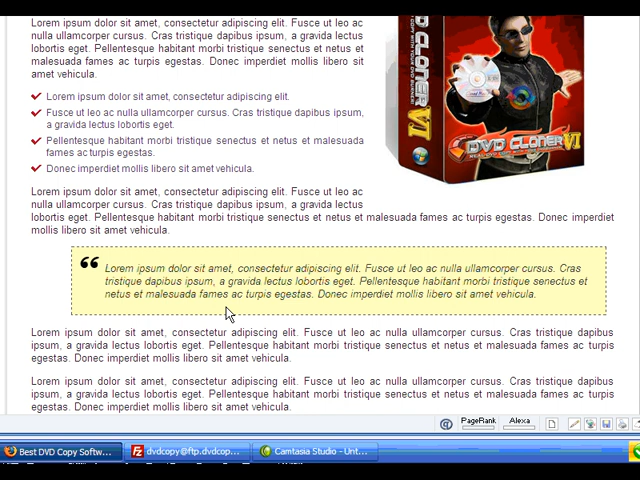 Lorem ipsum dolor sit amet, consectetur adipiscing elit. Fusce ut leo ac
nulla ullamcorper cursus. Cras tristique dapibus ipsum, a gravida lectus
lobortis eget. Pellentesque habitant morbi tristique senectus et netus et
malesuada fames ac turpis egestas. Donec imperdiet mollis libero sit
amet vehicula.
Lorem ipsum dolor sit amet, consectetur adipiscing elit.
Fusce ut leo ac nulla ullamcorper cursus. Cras tristique dapibus ipsum,
a gravida lectus lobortis eget.
Pellentesque habitant morbi tristique senectus et netus et malesuada
fames ac turpis egestas.
Donec imperdiet mollis libero sit amet vehicula.
DVD CLONER VI
DVD CLONER VI
Lorem ipsum dolor sit amet, consectetur adipiscing elit. Fusce ut leo ac
nulla ullamcorper cursus. Cras tristique dapibus ipsum, a gravida lectus
lobortis eget. Pellentesque habitant morbi tristique senectus et netus et malesuada fames ac turpis egestas. Donec imperdiet
mollis libero sit amet vehicula.
“ Lorem ipsum dolor sit amet, consectetur adipiscing elit. Fusce ut leo ac nulla ullamcorper cursus. Cras
tristique dapibus ipsum, a gravida lectus lobortis eget. Pellentesque habitant morbi tristique senectus et
netus et malesuada fames ac turpis egestas. Donec imperdiet mollis libero sit amet vehicula.
Lorem ipsum dolor sit amet, consectetur adipiscing elit. Fusce ut leo ac nulla ullamcorper cursus. Cras tristique dapibus
ipsum, a gravida lectus lobortis eget. Pellentesque habitant morbi tristique senectus et netus et malesuada fames ac turpis
egestas. Donec imperdiet mollis libero sit amet vehicula.
Lorem ipsum dolor sit amet, consectetur adipiscing elit. Fusce ut leo ac nulla ullamcorper cursus. Cras tristique dapibus
ipsum, a gravida lectus lobortis eget. Pellentesque habitant morbi tristique senectus et netus et malesuada fames ac turpis
egestas. Donec imperdiet mollis libero sit amet vehicula.
PageRank Alexa
Best DVD Copy Softw... dvdcopy@ftp.dvdcop... Camtasia Studio - Unt...